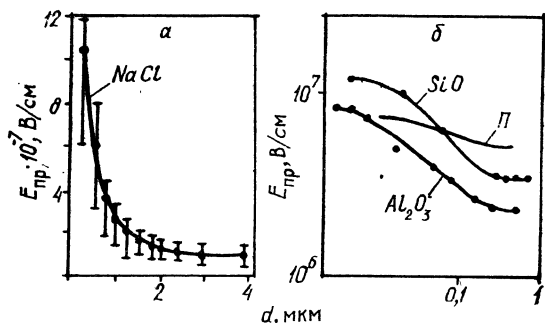 а
б
12
8
4
0
Eпр·10⁻⁷, В/см
NaCl
0
2
4
10⁷
10⁶
Eпр, В/см
SiO
П
Al₂O₃
0,1
1
d, мкм